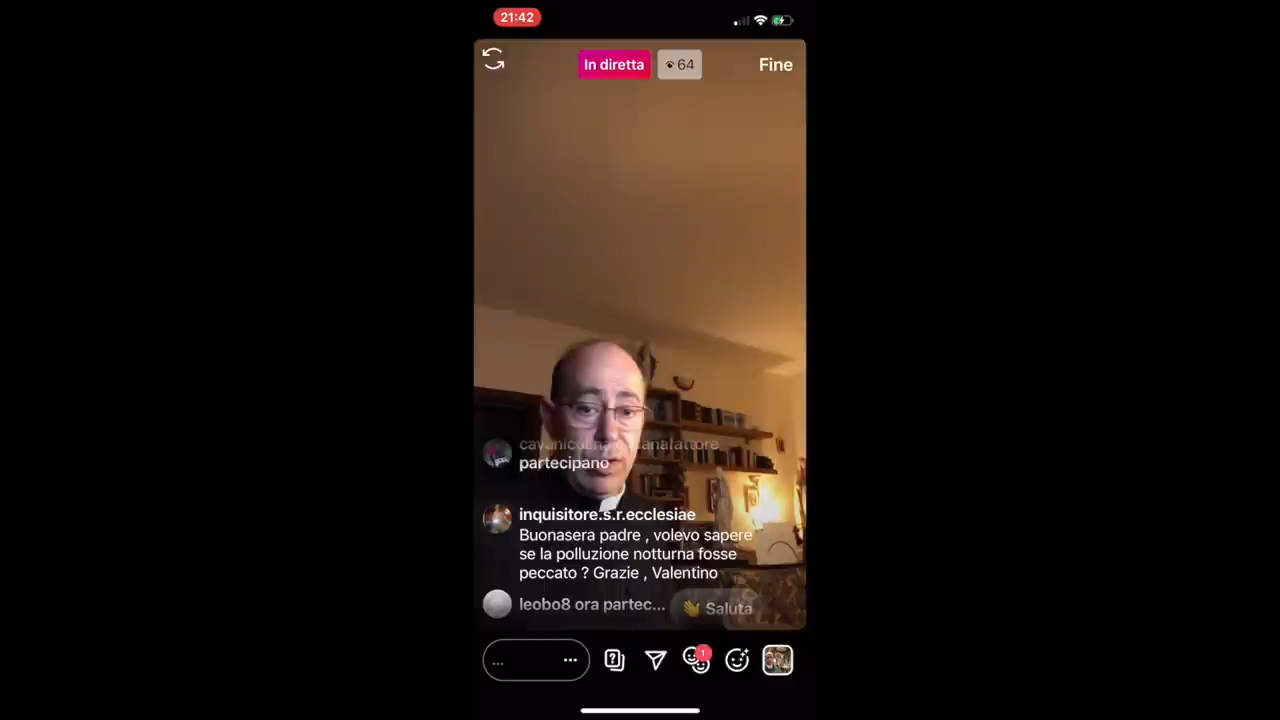 21:42
In diretta
64
Fine
partecipano
inquisitore.s.r.ecclesiae
Buonasera padre , volevo sapere
se la polluzione notturna fosse
peccato ? Grazie , Valentino
leobo8 ora partec...
👋 Saluta
...
1